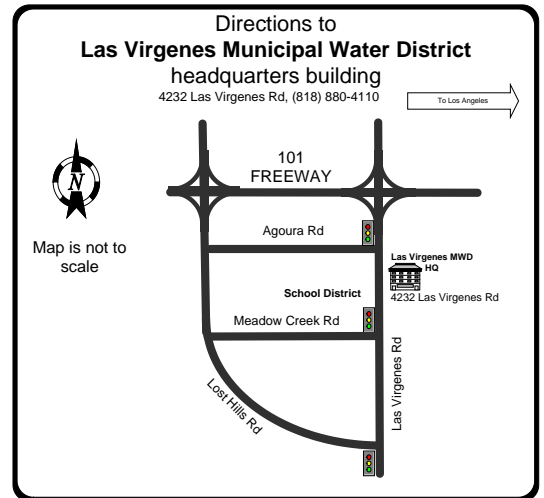 Directions to
Las Virgenes Municipal Water District
headquarters building
4232 Las Virgenes Rd, (818) 880-4110
To Los Angeles
101
FREEWAY
N
Map is not to
scale
Agoura Rd
Las Virgenes MWD
HQ
4232 Las Virgenes Rd
School District
Meadow Creek Rd
Lost Hills Rd
Las Virgenes Rd